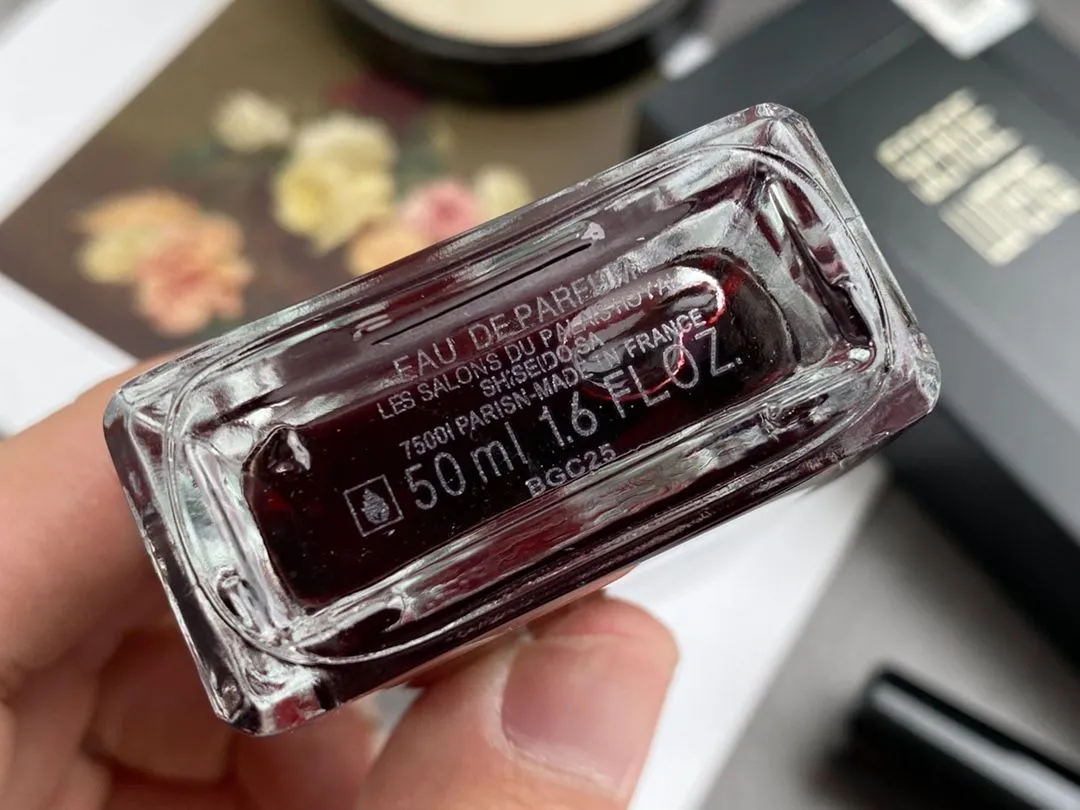 EAU DE PARFUM
LES SALONS DU PALAIS ROYAL
SHISEIDO SA
75001 PARISN-MADE IN FRANCE
50 ml 1.6 FL OZ.
BGC25